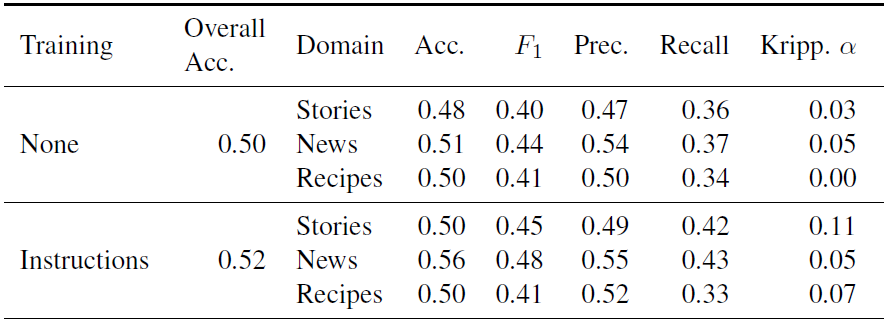 Training Overall Acc. Domain Acc. F1 Prec. Recall Kripp. α
Stories 0.48 0.40 0.47 0.36 0.03
None 0.50 News 0.51 0.44 0.54 0.37 0.05
Recipes 0.50 0.41 0.50 0.34 0.00
Stories 0.50 0.45 0.49 0.42 0.11
Instructions 0.52 News 0.56 0.48 0.55 0.43 0.05
Recipes 0.50 0.41 0.52 0.33 0.07